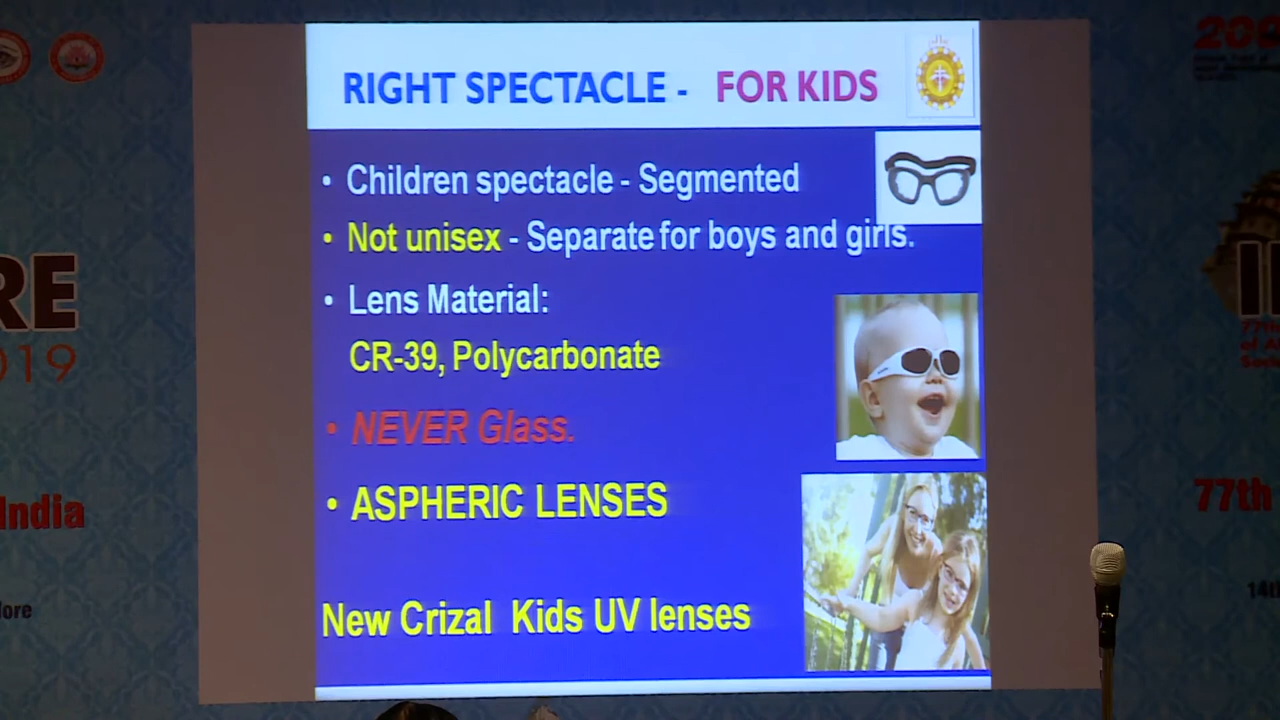 RIGHT SPECTACLE - FOR KIDS
• Children spectacle - Segmented
• Not unisex - Separate for boys and girls.
• Lens Material:
CR-39, Polycarbonate
• NEVER Glass.
• ASPHERIC LENSES
New Crizal Kids UV lenses
RE
019
India
lore
77th